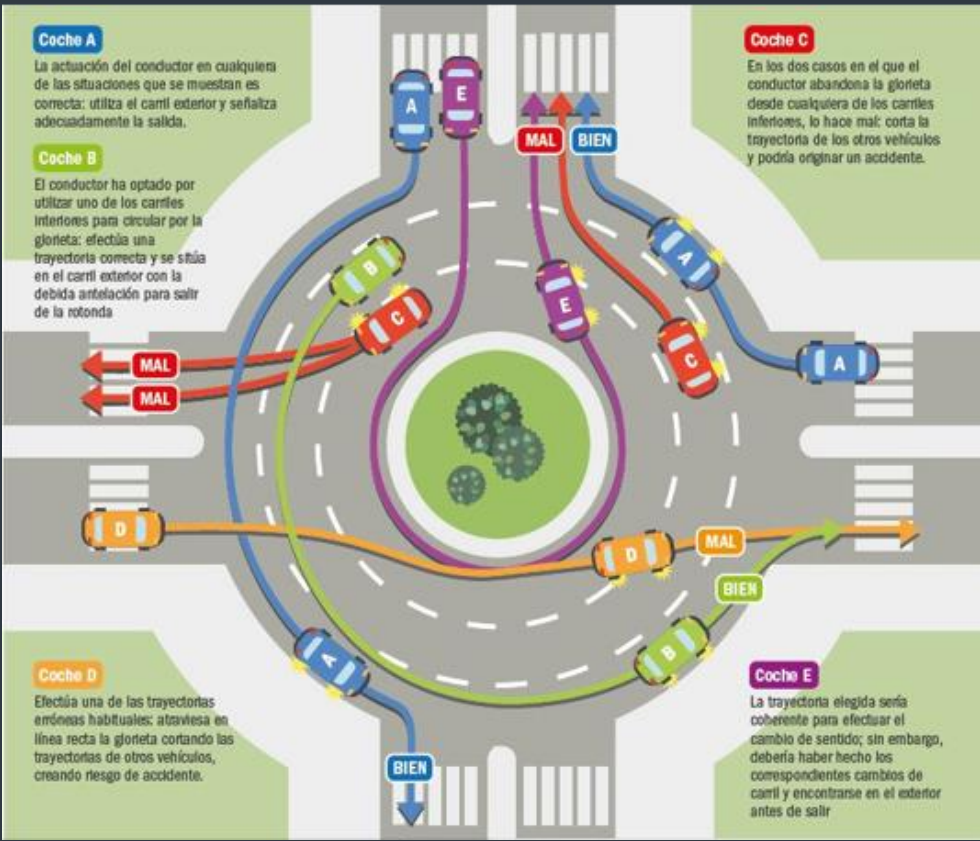 Coche A
La actuación del conductor en cualquiera
de las situaciones que se muestran es
correcta: utiliza el carril exterior y señaliza
adecuadamente la salida.
Coche B
El conductor ha optado por
utilizar uno de los carriles
interiores para circular por la
glorieta: efectúa una
trayectoria correcta y se sitúa
en el carril exterior con la
debida antelación para salir
de la rotonda
Coche C
En los dos casos en el que el
conductor abandona la glorieta
desde cualquiera de los carriles
inferiores, lo hace mal: corta la
trayectoria de los otros vehículos
y podría originar un accidente.
A
E
MAL
BIEN
B
A
C
E
MAL
C
A
MAL
D
D
MAL
BIEN
A
B
Coche D
Efectúa una de las trayectorias
erróneas habituales: atraviesa en
línea recta la glorieta cortando las
trayectorias de otros vehículos,
creando riesgo de accidente.
BIEN
Coche E
La trayectoria elegida sería
coherente para efectuar el
cambio de sentido; sin embargo,
debería haber hecho los
correspondientes cambios de
carril y encontrarse en el exterior
antes de salir